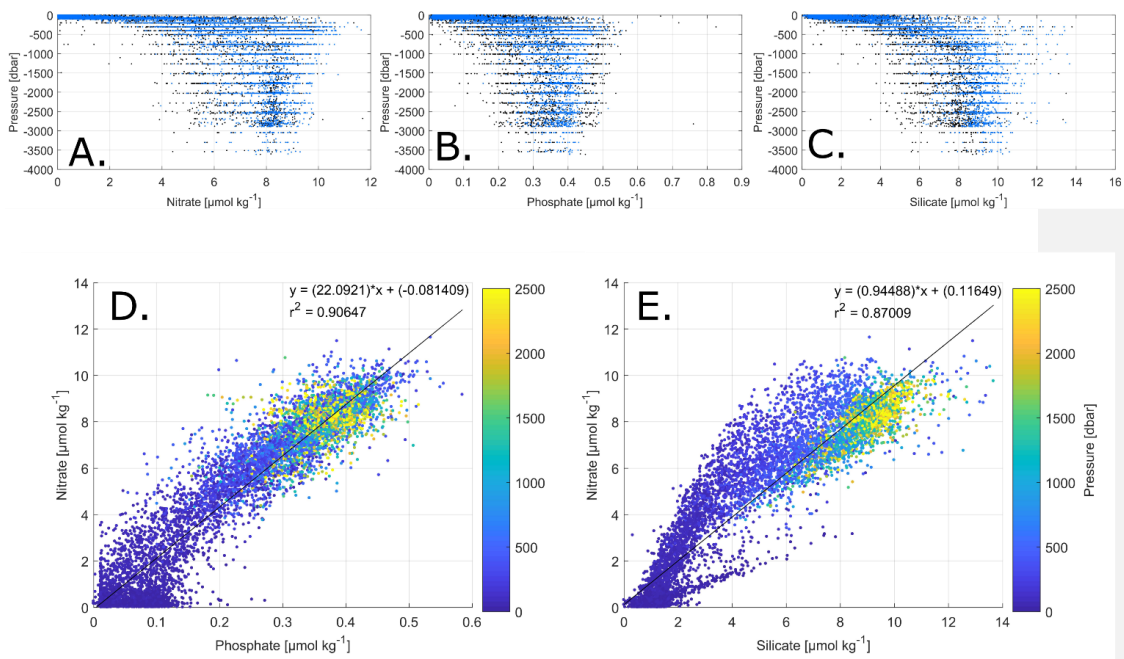 0
-500
-1000
-1500
-2000
-2500
-3000
-3500
-4000
Pressure [dbar]
A.
0 2 4 6 8 10 12
Nitrate [µmol kg⁻¹]
0
-500
-1000
-1500
-2000
-2500
-3000
-3500
-4000
Pressure [dbar]
B.
0 0.1 0.2 0.3 0.4 0.5 0.6 0.7 0.8 0.9
Phosphate [µmol kg⁻¹]
0
-500
-1000
-1500
-2000
-2500
-3000
-3500
-4000
Pressure [dbar]
C.
0 2 4 6 8 10 12 14 16
Silicate [µmol kg⁻¹]
D.
y = (22.0921)*x + (-0.081409)
r² = 0.90647
14
12
10
8
6
4
2
0
Nitrate [µmol kg⁻¹]
0 0.1 0.2 0.3 0.4 0.5 0.6
Phosphate [µmol kg⁻¹]
2500
2000
1500
1000
500
0
E.
y = (0.94488)*x + (0.11649)
r² = 0.87009
14
12
10
8
6
4
2
0
Nitrate [µmol kg⁻¹]
0 2 4 6 8 10 12 14
Silicate [µmol kg⁻¹]
2500
2000
1500
1000
500
0
Pressure [dbar]